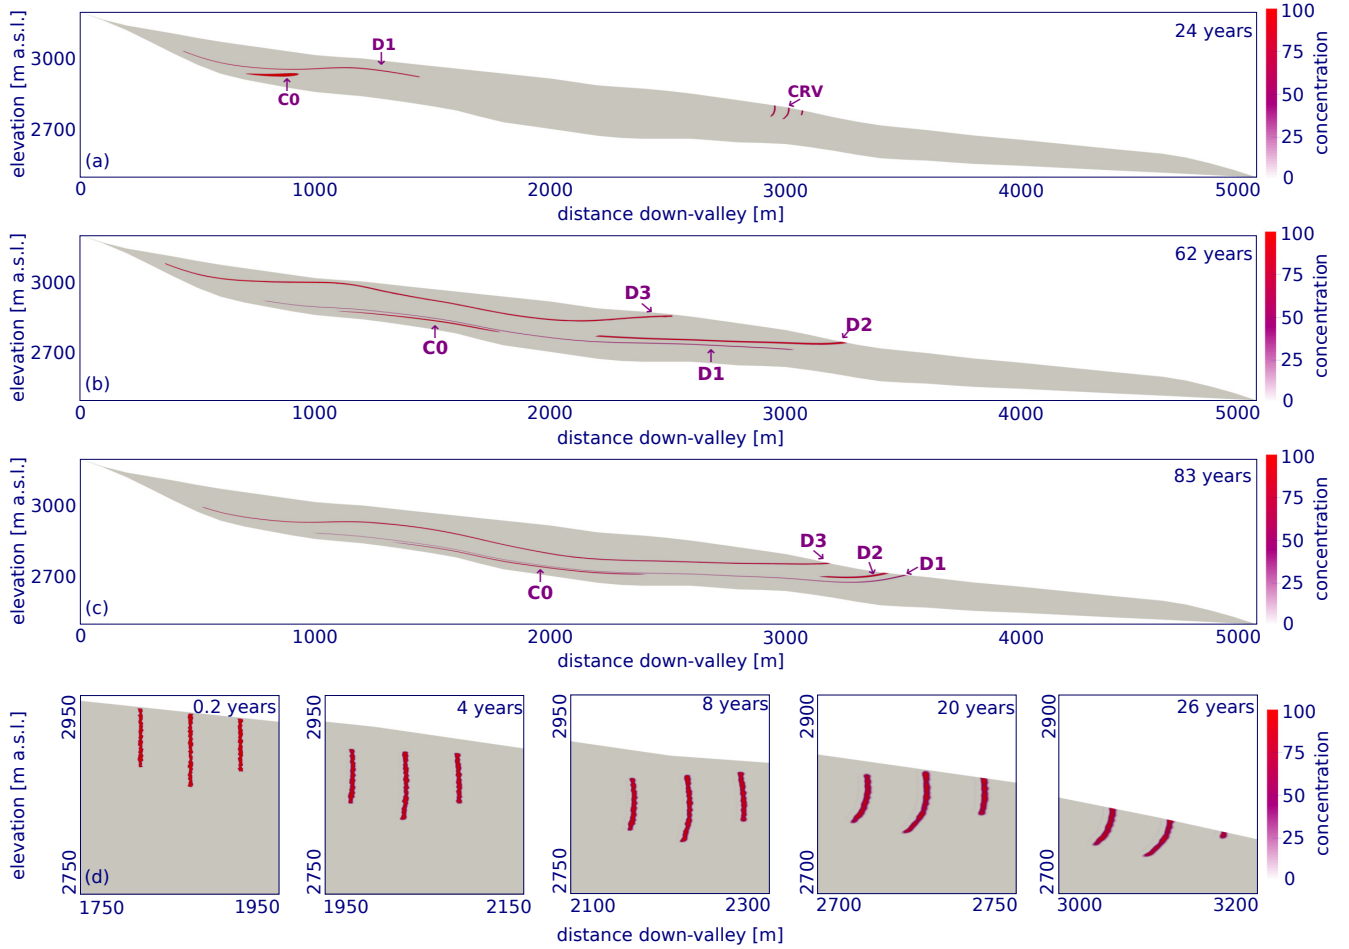 elevation [m a.s.l.]
3000
2700
24 years
D1
C0
CRV
(a)
0 1000 2000 3000 4000 5000
distance down-valley [m]
100
75
50
25
0
concentration
elevation [m a.s.l.]
3000
2700
62 years
D3
D2
C0
D1
(b)
0 1000 2000 3000 4000 5000
distance down-valley [m]
100
75
50
25
0
concentration
elevation [m a.s.l.]
3000
2700
83 years
D3
D2
D1
C0
(c)
0 1000 2000 3000 4000 5000
distance down-valley [m]
100
75
50
25
0
concentration
elevation [m a.s.l.]
2950
2750
0.2 years
(d)
1750 1950
2950
2750
4 years
1950 2150
2950
2750
8 years
2100 2300
2900
2700
20 years
2700 2750
2900
2700
26 years
3000 3200
distance down-valley [m]
100
75
50
25
0
concentration